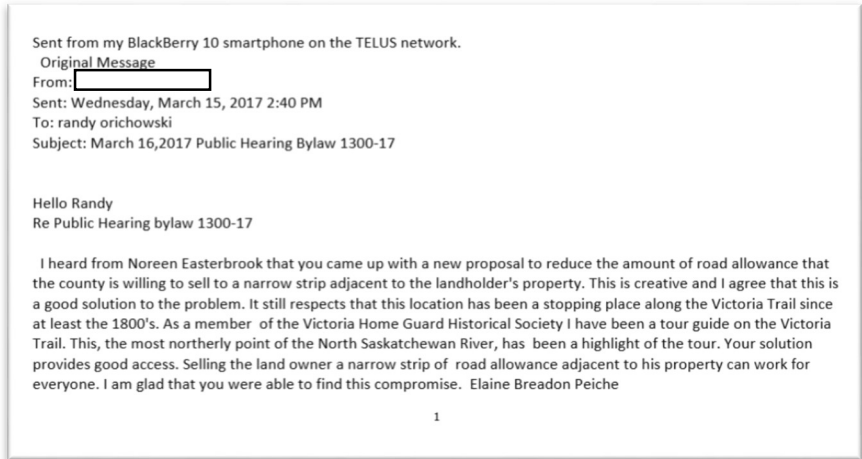 Sent from my BlackBerry 10 smartphone on the TELUS network.
Original Message
From:
Sent: Wednesday, March 15, 2017 2:40 PM
To: randy orichowski
Subject: March 16,2017 Public Hearing Bylaw 1300-17
Hello Randy
Re Public Hearing bylaw 1300-17
I heard from Noreen Easterbrook that you came up with a new proposal to reduce the amount of road allowance that
the county is willing to sell to a narrow strip adjacent to the landholder's property. This is creative and I agree that this is
a good solution to the problem. It still respects that this location has been a stopping place along the Victoria Trail since
at least the 1800's. As a member of the Victoria Home Guard Historical Society I have been a tour guide on the Victoria
Trail. This, the most northerly point of the North Saskatchewan River, has been a highlight of the tour. Your solution
provides good access. Selling the land owner a narrow strip of road allowance adjacent to his property can work for
everyone. I am glad that you were able to find this compromise. Elaine Breadon Peiche
1